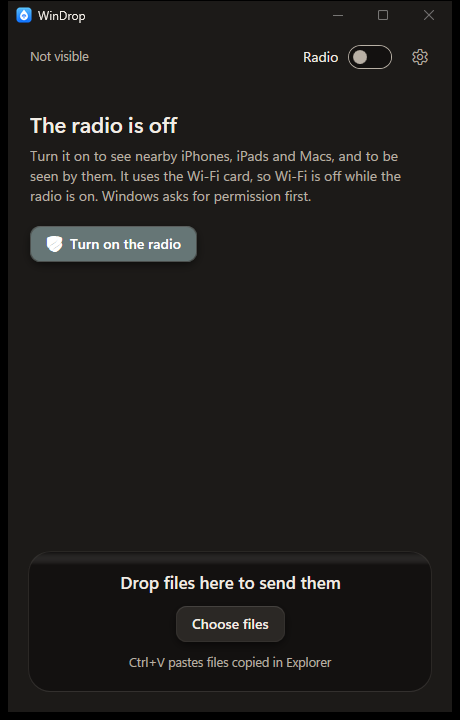 WinDrop
Not visible
Radio
The radio is off
Turn it on to see nearby iPhones, iPads and Macs, and to be
seen by them. It uses the Wi-Fi card, so Wi-Fi is off while the
radio is on. Windows asks for permission first.
Turn on the radio
Drop files here to send them
Choose files
Ctrl+V pastes files copied in Explorer